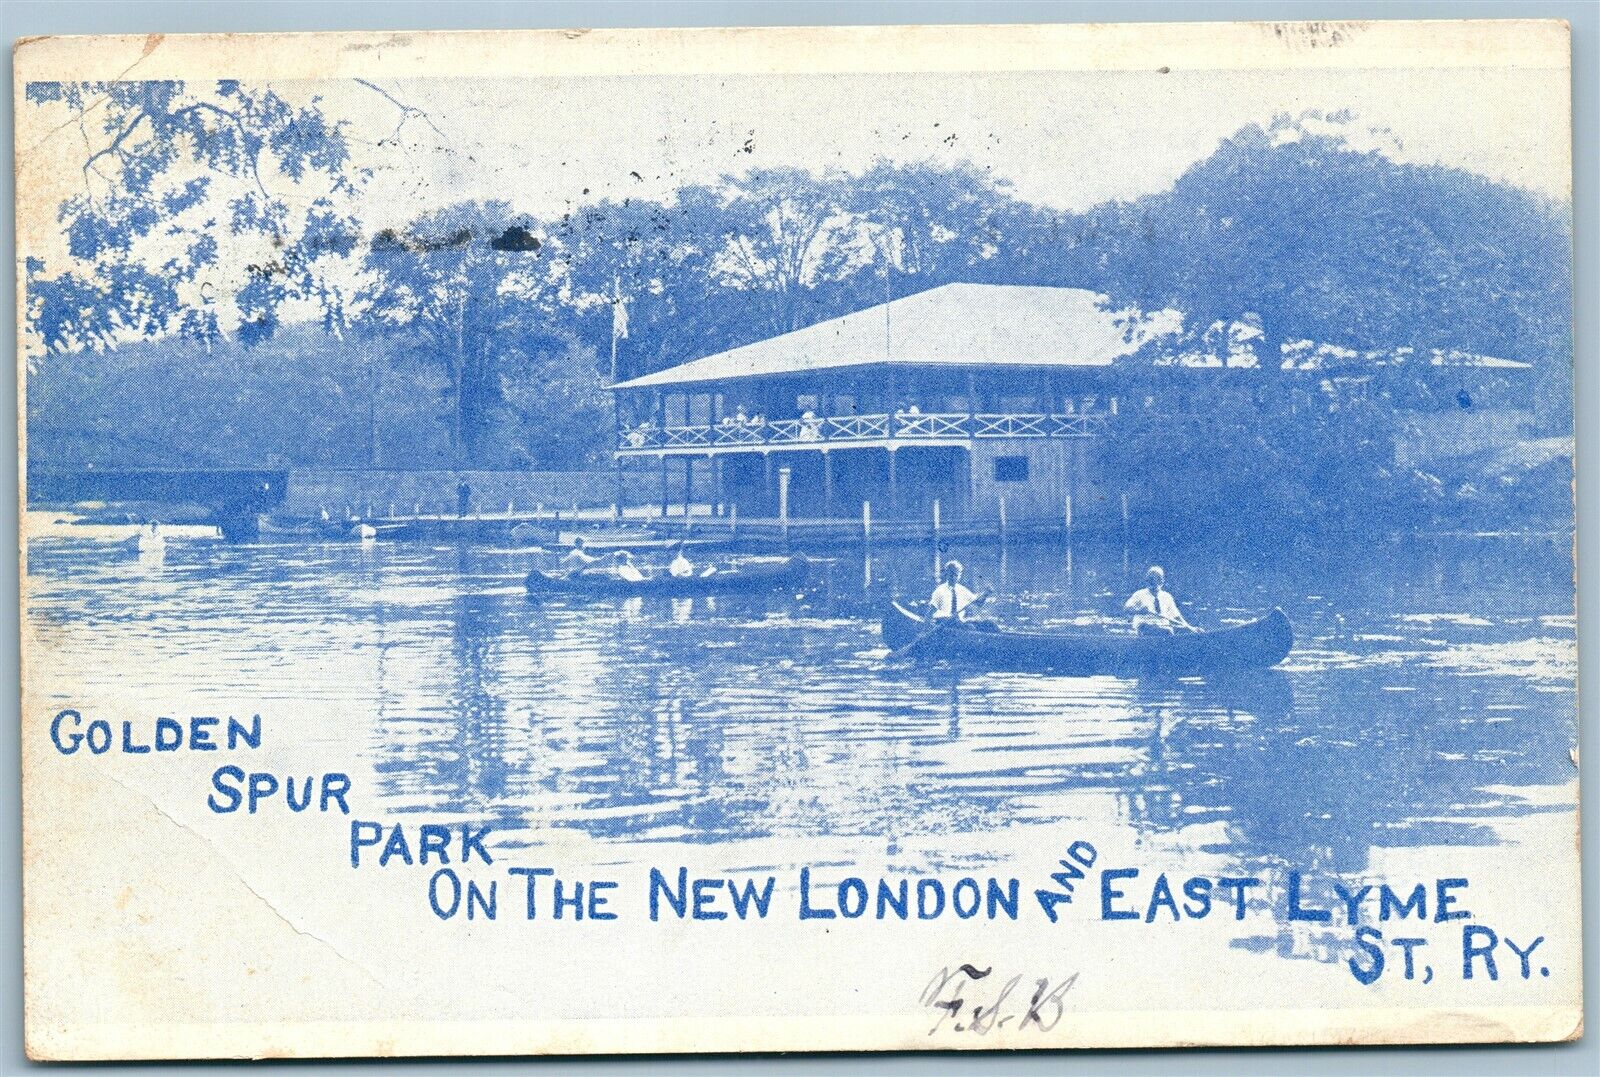 GOLDEN
SPUR
PARK
ON THE NEW LONDON AND EAST LYME
ST, RY.
F.S.B